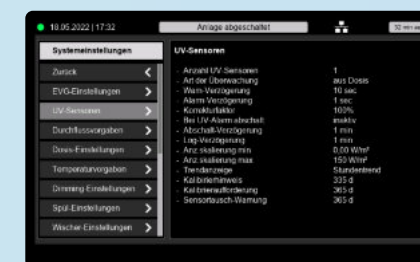 18.05.2022 | 17:32
Anlage abgeschaltet
Systemeinstellungen
Zurück
EVG-Einstellungen
UV-Sensoren
Durchflussvorgaben
Dosis-Einstellungen
Temperaturvorgaben
Dimming Einstellungen
Spül-Einstellungen
Wischer-Einstellungen
UV-Sensoren
- Anzahl UV-Sensoren 1
- Art der Überwachung aus Dosis
- Warn-Verzögerung 10 sec
- Alarm-Verzögerung 1 sec
- Korrekturfaktor 100%
- Bei UV-Alarm abschalt. inaktiv
- Abschalt-Verzögerung 1 min
- Log-Verzögerung 1 min
- Anz.skalierung min 0,00 W/m²
- Anz.skalierung max 150 W/m²
- Trendanzeige Stundentrend
- Kalibrierhinweis 335 d
- Kalibrieraufforderung 365 d
- Sensortausch-Warnung 365 d